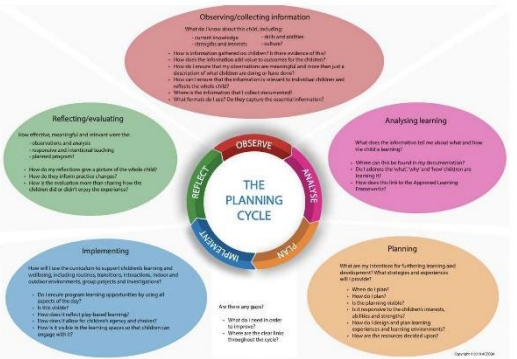 Observing/collecting information
What do I know about this child, including:
- current knowledge - skills and abilities
- strengths and interests - culture?
• How is information gathered on children? Is there evidence of this?
• How does the information add value to outcomes for the children?
• How do I ensure that my observations are meaningful and more than just a
description of what children are doing or have done?
• How can I ensure that the information is relevant to individual children and
reflects the whole child?
• Where is the information that I collect documented?
• What formats do I use? Do they capture the essential information?
Reflecting/evaluating
How effective, meaningful and relevant were the:
- observations and analysis
- responsive and intentional teaching
- planned program?
• How do my reflections give a picture of the whole child?
• How do they inform practice changes?
• How is the evaluation more than sharing how the
children did or didn't enjoy the experience?
Analysing learning
What does the information tell me about what and how
the child is learning?
• Where can this be found in my documentation?
• Do I address the 'what', 'why' and 'how' children are
learning it?
• How does this link to the Approved Learning
Frameworks?
OBSERVE
ANALYSE
PLAN
IMPLEMENT
REFLECT
THE
PLANNING
CYCLE
Implementing
How will I use the curriculum to support children's learning and
wellbeing, including routines, transitions, interactions, indoor and
outdoor environments, group projects and investigations?
• Do I ensure program learning opportunities by using all
aspects of the day?
• Is this visible?
• How does it reflect play-based learning?
• How does it allow for children's agency and choices?
• How is it visible in the learning spaces so that children can
engage with it?
Are there any gaps?
• What do I need in order
to improve?
• Where are the clear links
throughout the cycle?
Planning
What are my intentions for furthering learning and
development? What strategies and experiences
will I provide?
• When do I plan?
• How do I plan?
• Is the planning visible?
• Is it responsive to the children's interests,
abilities and strengths?
• How do I design and plan learning
experiences and learning environments?
• How are the resources decided upon?